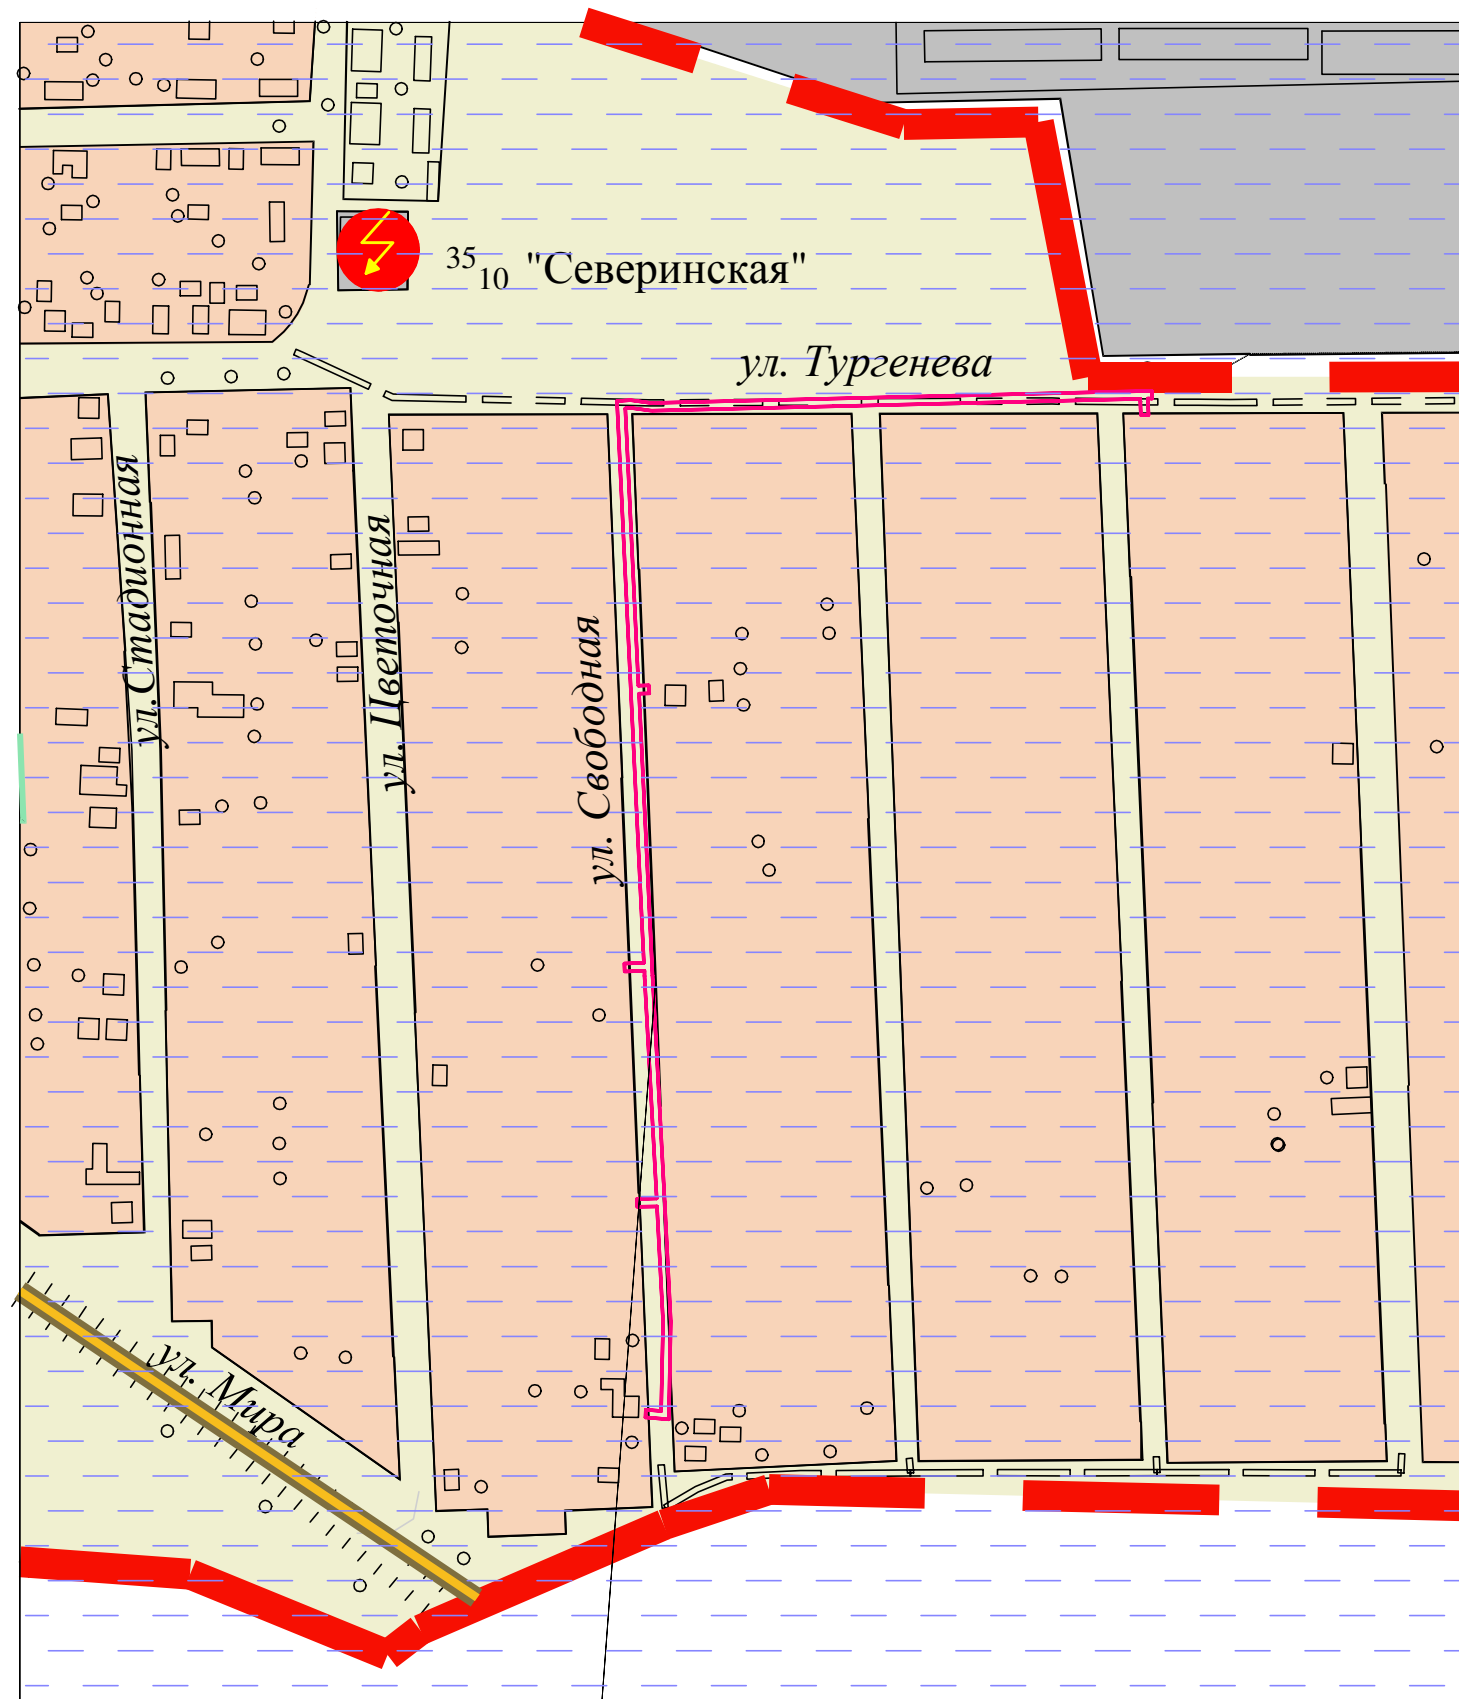 35 10 "Северинская"
ул. Тургенева
ул.Стадионная
ул. Цветочная
ул. Свободная
ул. Мира